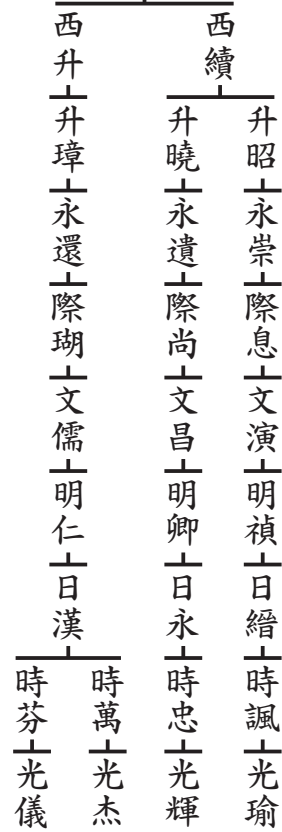 西續
升昭
永崇
際息
文演
明禎
日縉
時諷
光瑜
升曉
永遺
際尚
文昌
明卿
日永
時忠
光輝
西升
升璋
永還
際瑚
文儒
明仁
日漢
時萬
光杰
時芬
光儀